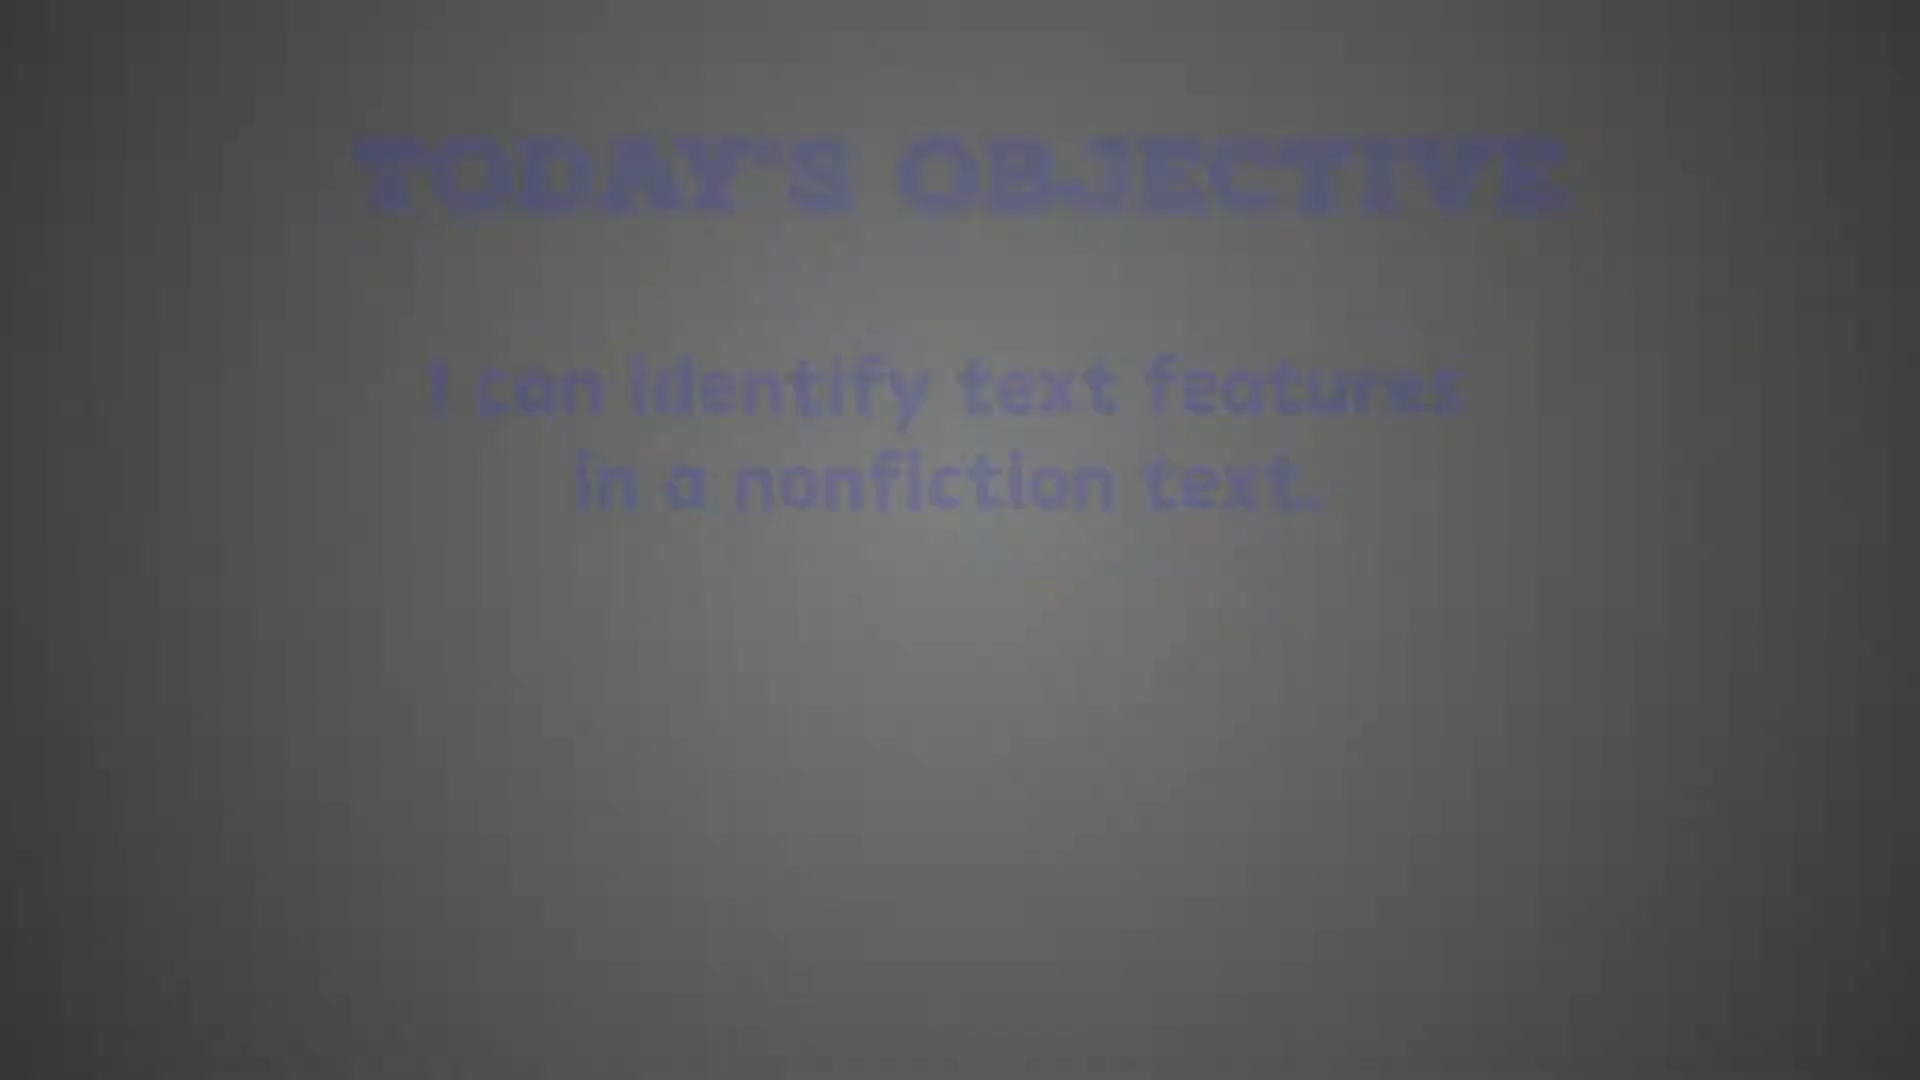 TODAY'S OBJECTIVE
I can identify text features
in a nonfiction text.